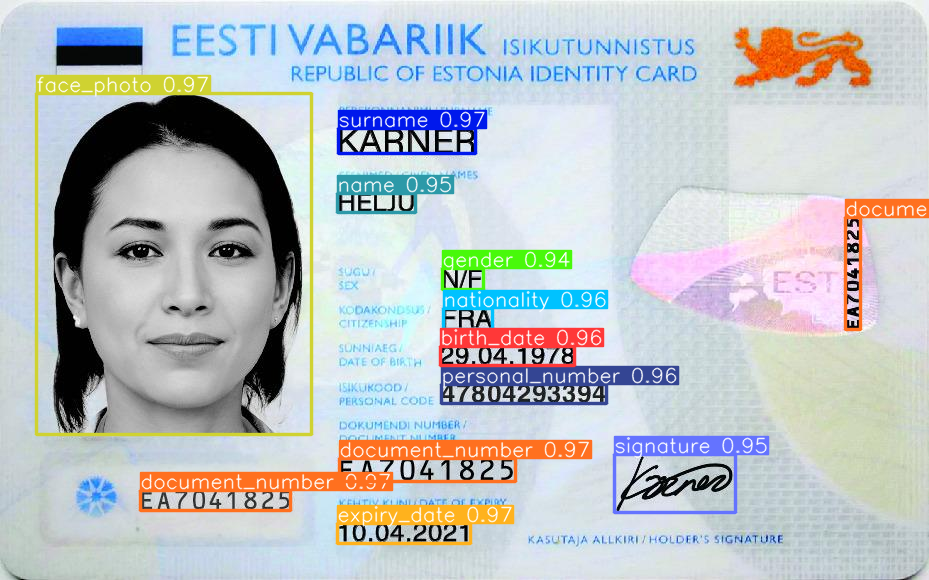 EESTI VABARIIK ISIKUTUNNISTUS
REPUBLIC OF ESTONIA IDENTITY CARD
face_photo 0.97
surname 0.97
KARNER
name 0.95
HELJU
SUGU /
SEX
gender 0.94
N/F
KODAKONDSUS /
CITIZENSHIP
nationality 0.96
FRA
SÜNNIAEG /
DATE OF BIRTH
birth_date 0.96
29.04.1978
ISIKUKOOD /
PERSONAL CODE
personal_number 0.96
47804293394
DOKUMENDI NUMBER /
DOCUMENT NUMBER
document_number 0.97
EA7041825
document_number 0.97
EA7041825
KEHTIV KUNI / DATE OF EXPIRY
expiry_date 0.97
10.04.2021
signature 0.95
Karner
KASUTAJA ALLKIRI / HOLDER'S SIGNATURE
docume
EA7041825
EST